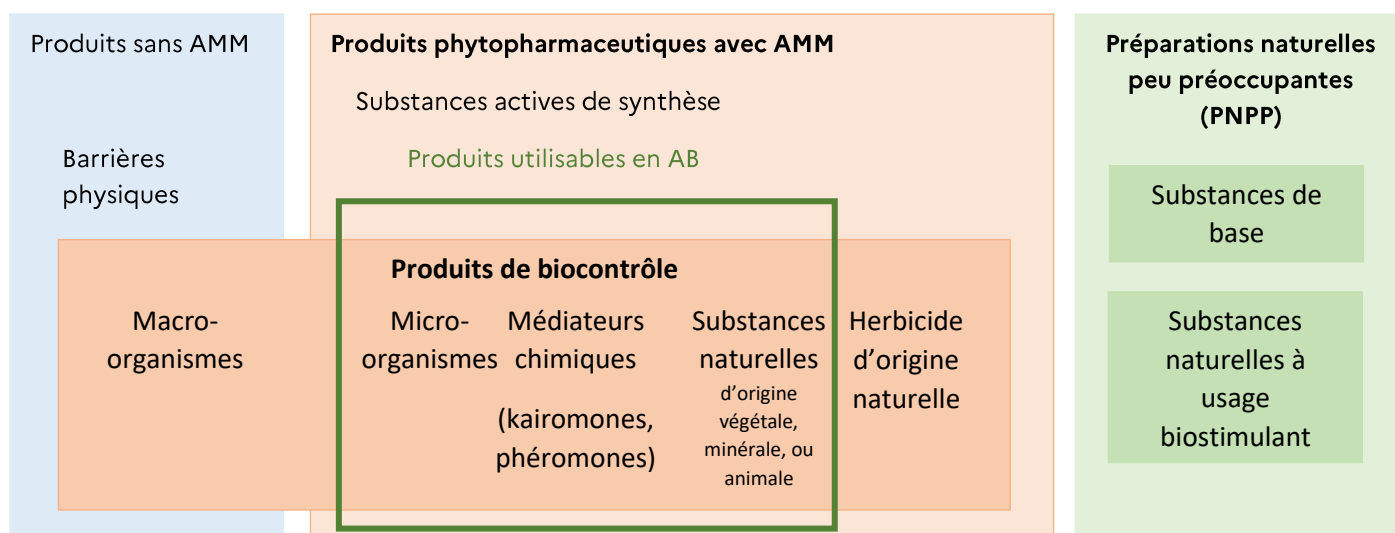 Produits sans AMM
Barrières
physiques
Produits phytopharmaceutiques avec AMM
Substances actives de synthèse
Produits utilisables en AB
Produits de biocontrôle
Macro-
organismes
Micro-
organismes
Médiateurs
chimiques
(kairomones,
phéromones)
Substances
naturelles
d’origine
végétale,
minérale, ou
animale
Herbicide
d’origine
naturelle
Préparations naturelles
peu préoccupantes
(PNPP)
Substances de
base
Substances
naturelles à
usage
biostimulant